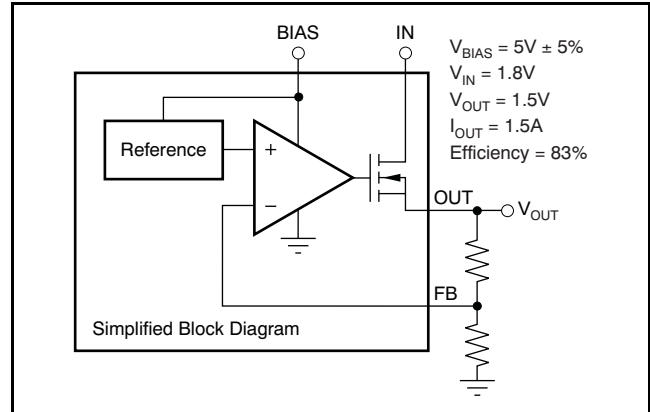 BIAS
IN
V_BIAS = 5V ± 5%
V_IN = 1.8V
V_OUT = 1.5V
I_OUT = 1.5A
Efficiency = 83%
Reference
+
−
OUT
V_OUT
FB
Simplified Block Diagram